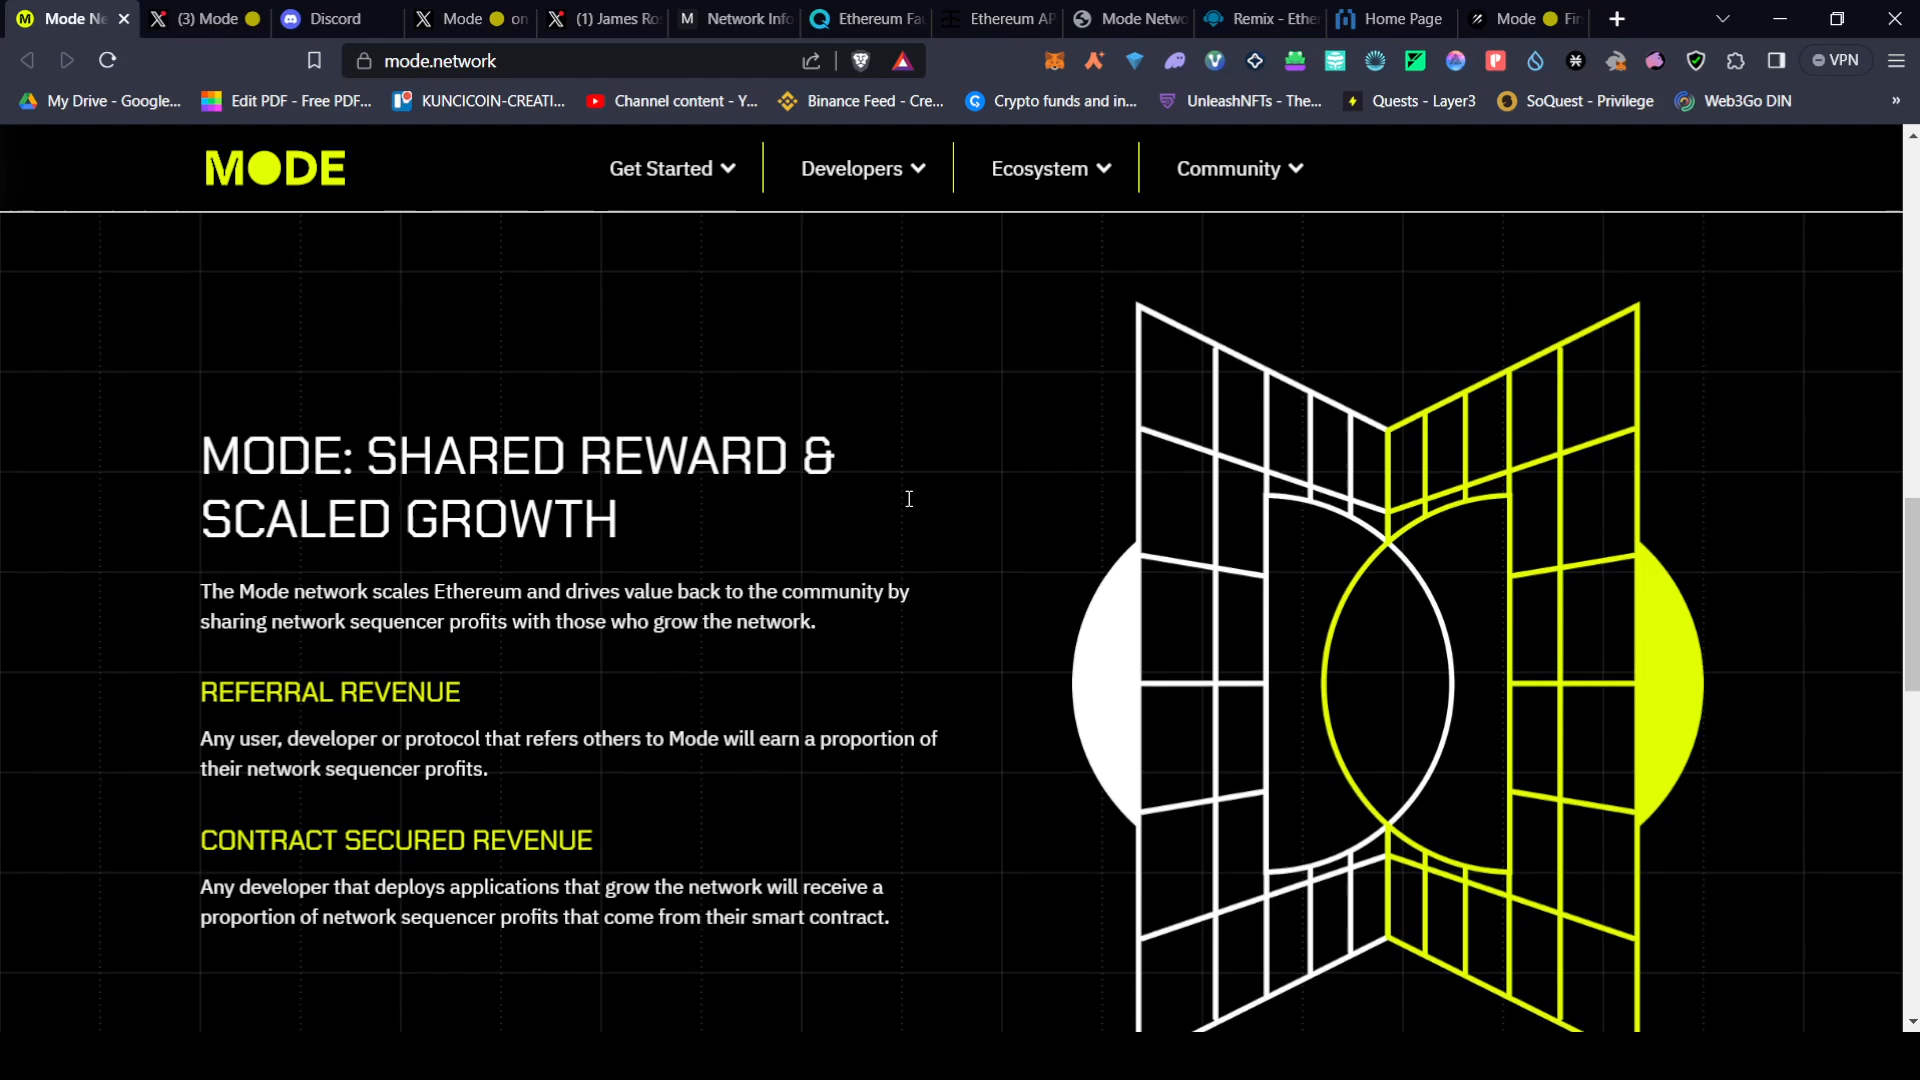 Mode Ne
(3) Mode
Discord
Mode on
(1) James Ro
Network Info
Ethereum Fau
Ethereum AP
Mode Netwo
Remix - Ether
Home Page
Mode Fir
mode.network
VPN
My Drive - Google...
Edit PDF - Free PDF...
KUNCICOIN-CREATI...
Channel content - Y...
Binance Feed - Cre...
Crypto funds and in...
UnleashNFTs - The...
Quests - Layer3
SoQuest - Privilege
Web3Go DIN
»
MODE
Get Started
Developers
Ecosystem
Community
MODE: SHARED REWARD &
SCALED GROWTH
The Mode network scales Ethereum and drives value back to the community by
sharing network sequencer profits with those who grow the network.
REFERRAL REVENUE
Any user, developer or protocol that refers others to Mode will earn a proportion of
their network sequencer profits.
CONTRACT SECURED REVENUE
Any developer that deploys applications that grow the network will receive a
proportion of network sequencer profits that come from their smart contract.